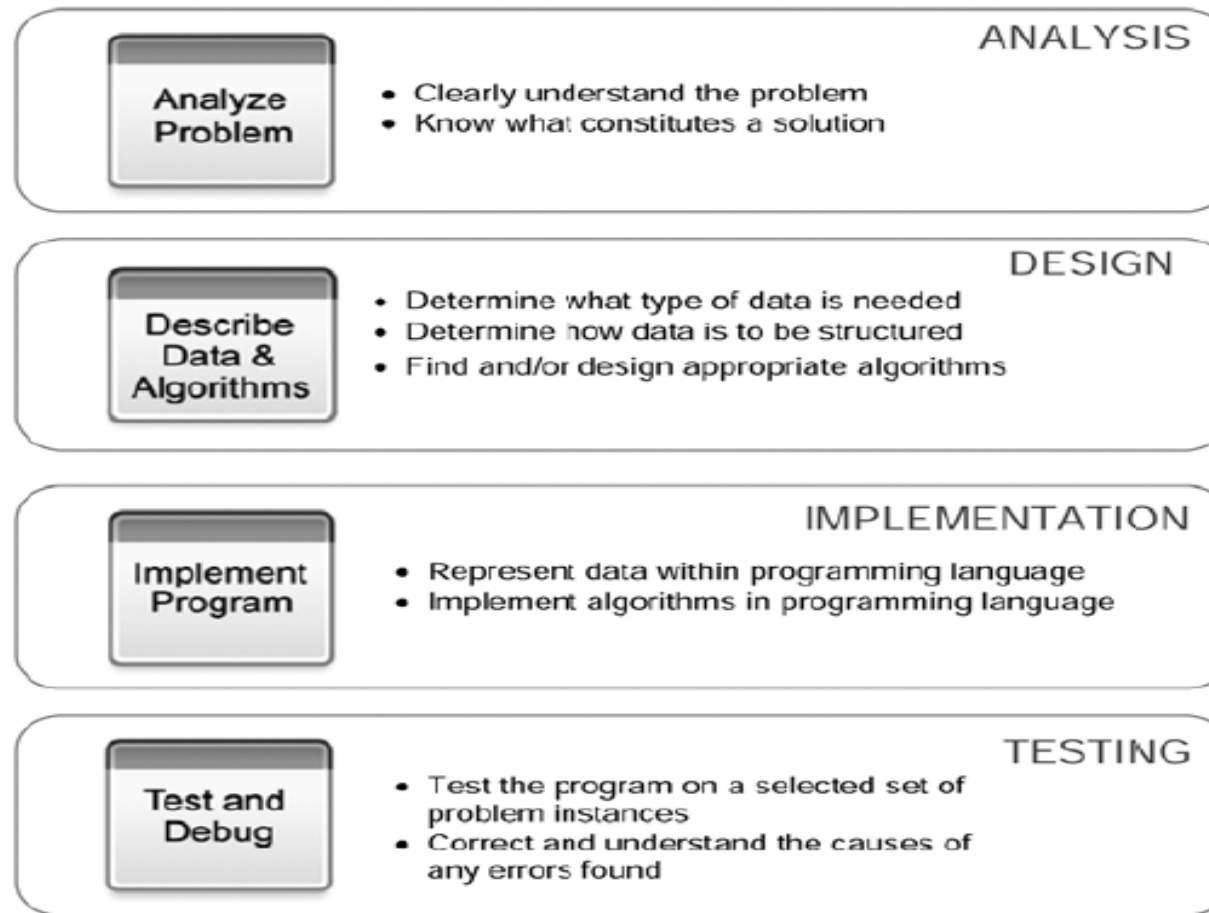 ANALYSIS
Analyze
Problem
• Clearly understand the problem
• Know what constitutes a solution
DESIGN
Describe
Data &
Algorithms
• Determine what type of data is needed
• Determine how data is to be structured
• Find and/or design appropriate algorithms
IMPLEMENTATION
Implement
Program
• Represent data within programming language
• Implement algorithms in programming language
TESTING
Test and
Debug
• Test the program on a selected set of
problem instances
• Correct and understand the causes of
any errors found